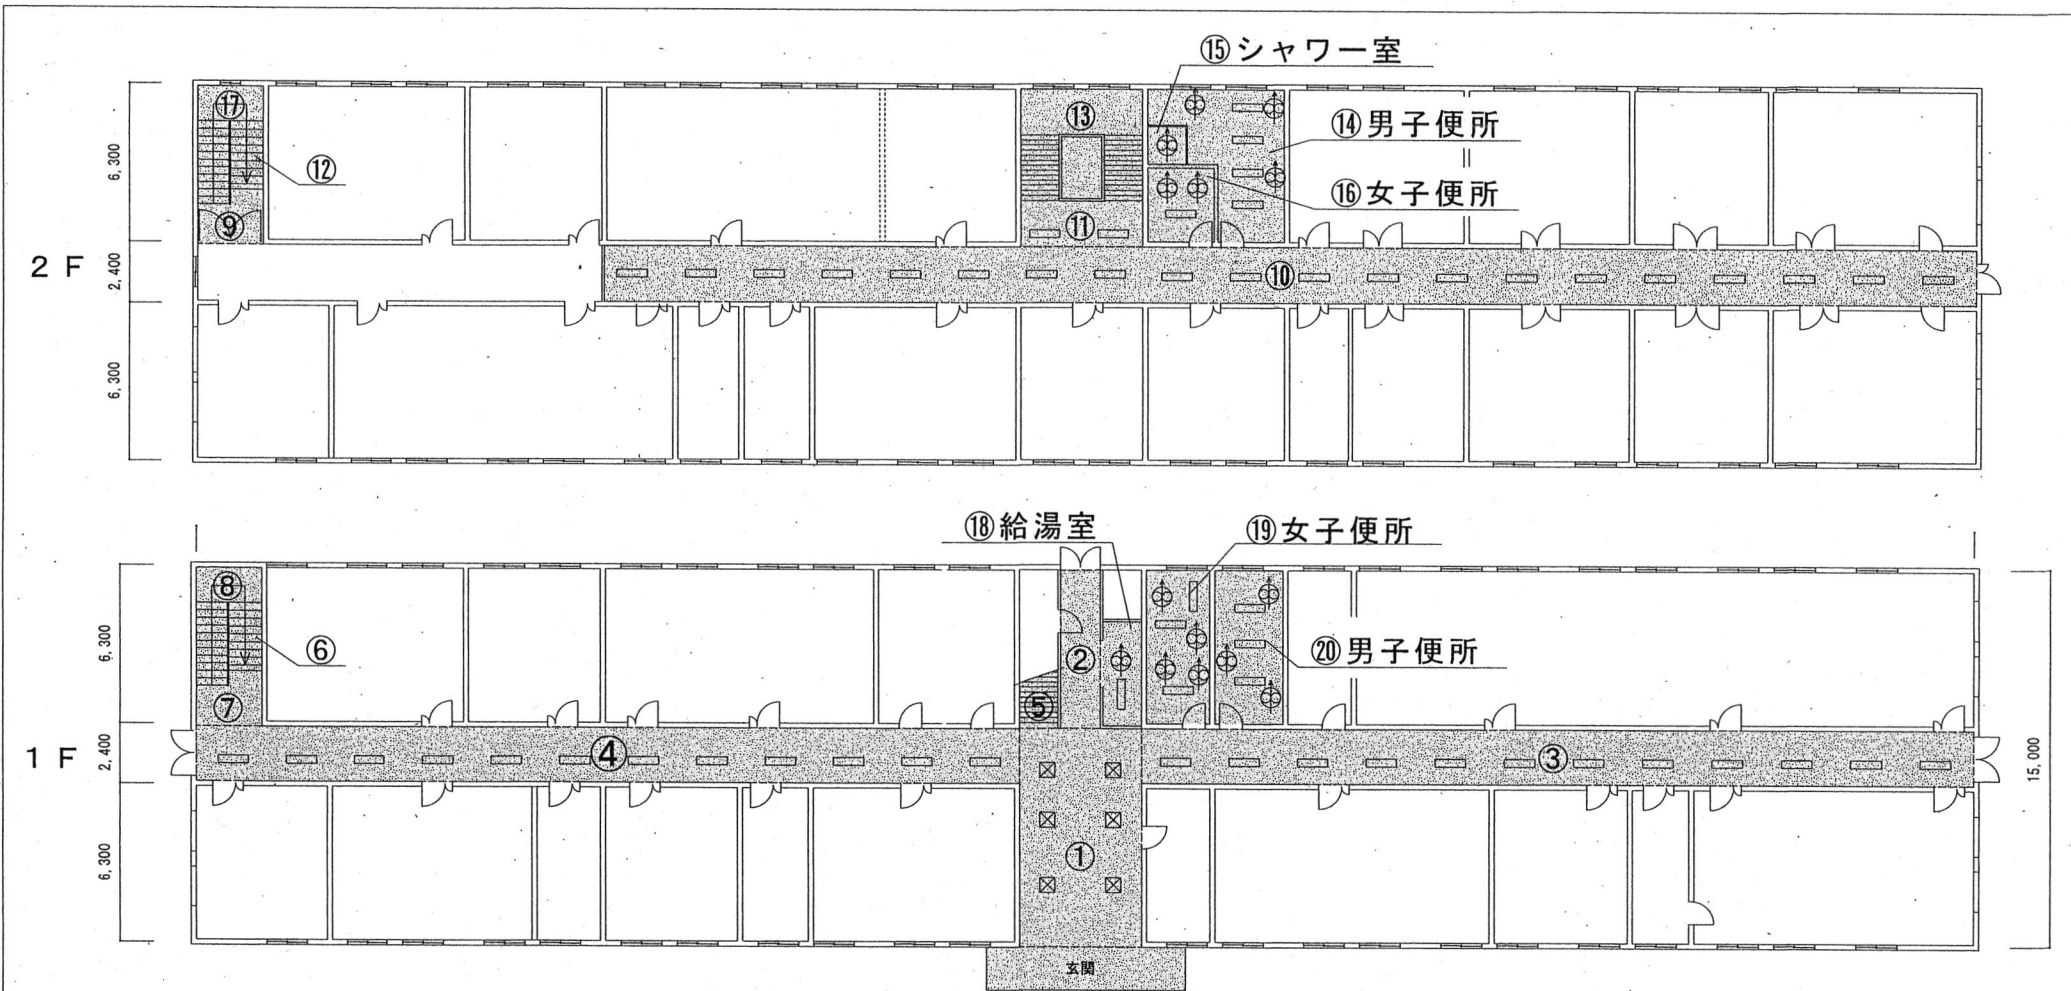 ⑮シャワー室
⑰
⑬
⑭男子便所
⑫
⑯女子便所
⑨
⑪
⑩
2F
6,300
2,400
6,300
⑱給湯室
⑲女子便所
⑧
⑥
②
⑳男子便所
⑦
⑤
④
③
1F
6,300
2,400
6,300
15,000
①
玄関